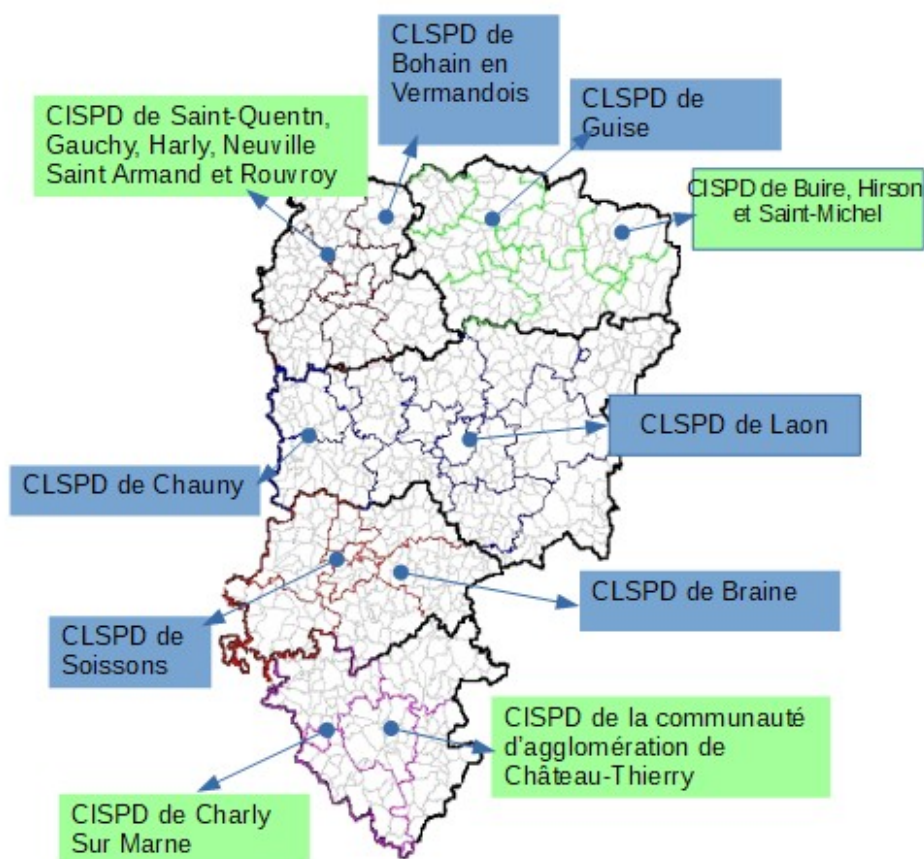 CLSPD de
Bohain en
Vermandois
CLSPD de
Guise
CISPD de Saint-Quentn,
Gauchy, Harly, Neuville
Saint Armand et Rouvroy
CISPD de Buire, Hirson
et Saint-Michel
CLSPD de Laon
CLSPD de Chauny
CLSPD de Braine
CLSPD de
Soissons
CISPD de la communauté
d'agglomération de
Château-Thierry
CISPD de Charly
Sur Marne